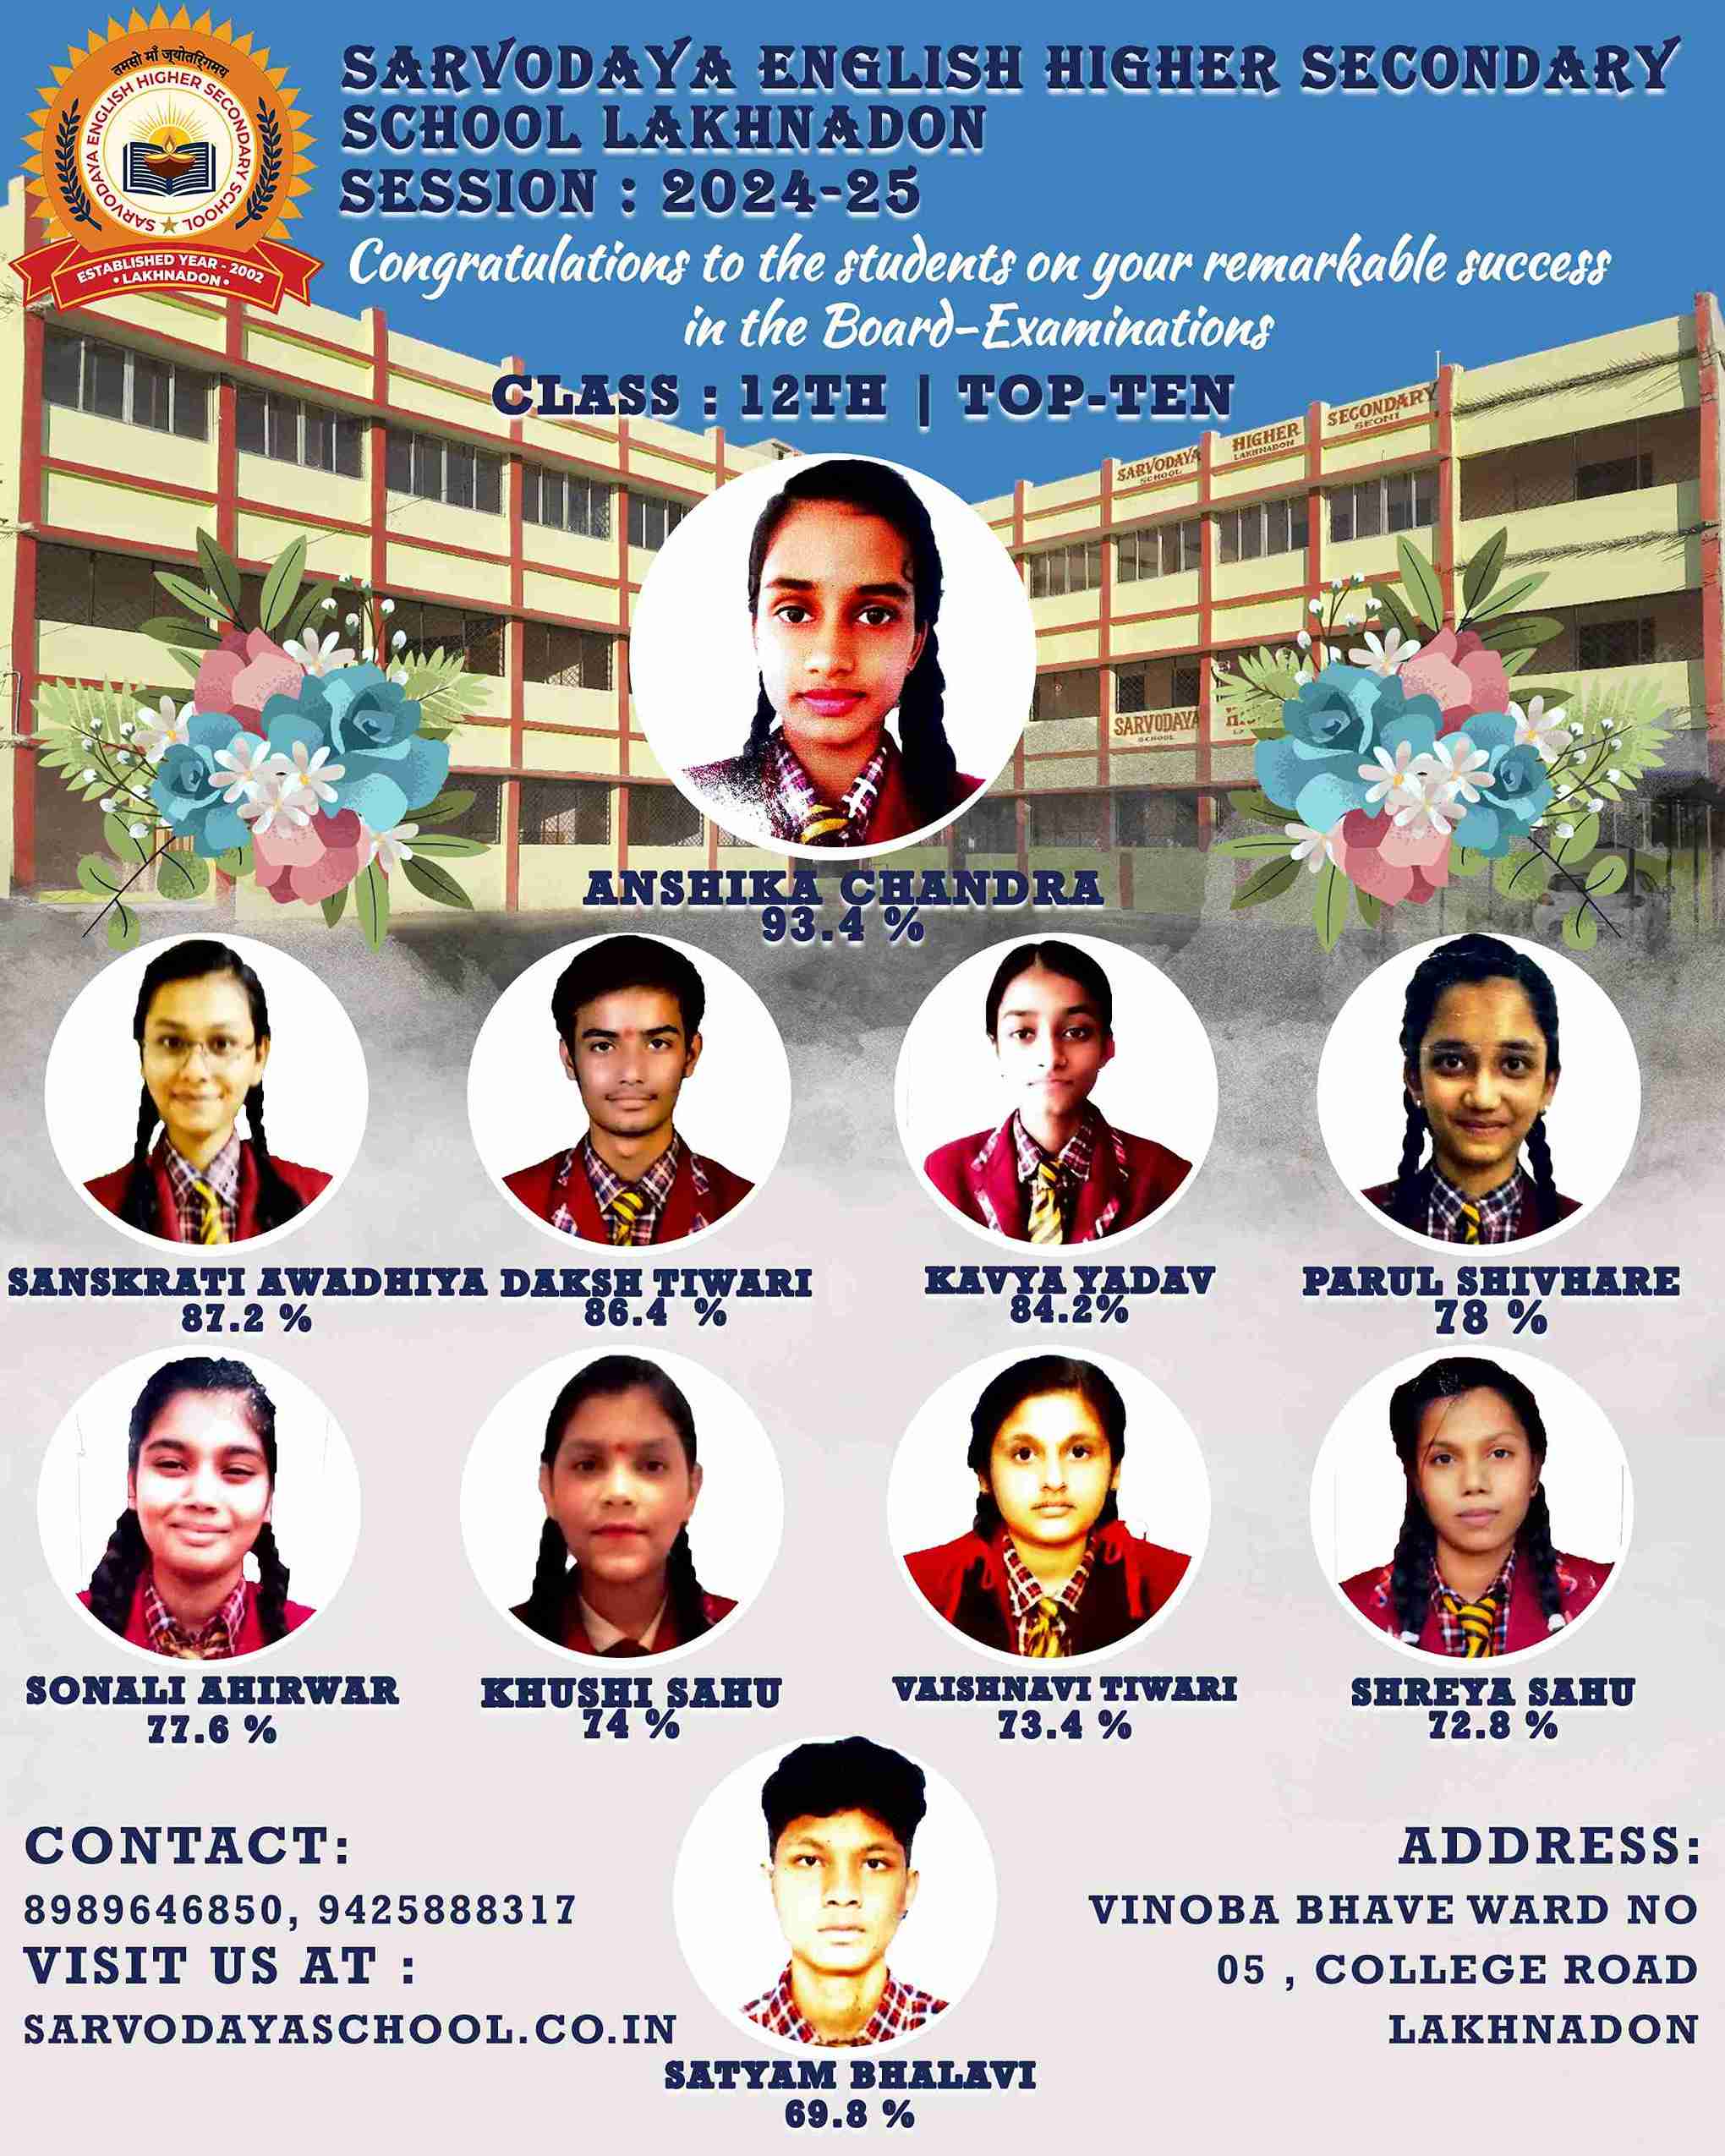 तमसो माँ ज्योतर्गिमय
SARVODAYA ENGLISH HIGHER SECONDARY SCHOOL
ESTABLISHED YEAR - 2002
• LAKHNADON •
SARVODAYA ENGLISH HIGHER SECONDARY
SCHOOL LAKHNADON
SESSION : 2024-25
Congratulations to the students on your remarkable success
in the Board-Examinations
CLASS : 12TH | TOP-TEN
SARVODAYA HIGHER SECONDARY
SCHOOL LAKHNADON SEONI
SARVODAYA
SCHOOL
ANSHIKA CHANDRA
93.4 %
SANSKRATI AWADHIYA DAKSH TIWARI KAVYA YADAV PARUL SHIVHARE
87.2 % 86.4 % 84.2% 78 %
SONALI AHIRWAR KHUSHI SAHU VAISHNAVI TIWARI SHREYA SAHU
77.6 % 74 % 73.4 % 72.8 %
CONTACT:
8989646850, 9425888317
VISIT US AT :
SARVODAYASCHOOL.CO.IN
ADDRESS:
VINOBA BHAVE WARD NO
05 , COLLEGE ROAD
LAKHNADON
SATYAM BHALAVI
69.8 %